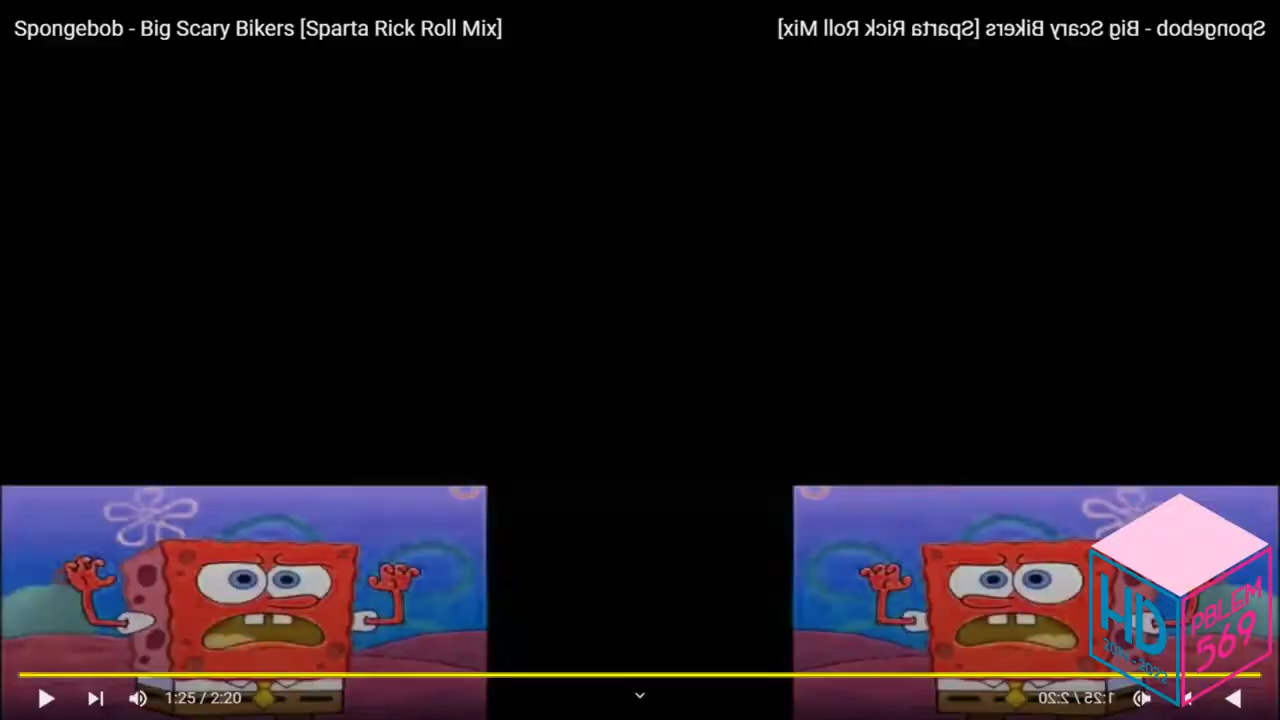 Spongebob - Big Scary Bikers [Sparta Rick Roll Mix]
Spongebob - Big Scary Bikers [Sparta Rick Roll Mix]
1:25 / 2:20
1:25 / 2:20
HD
PBLEM
569